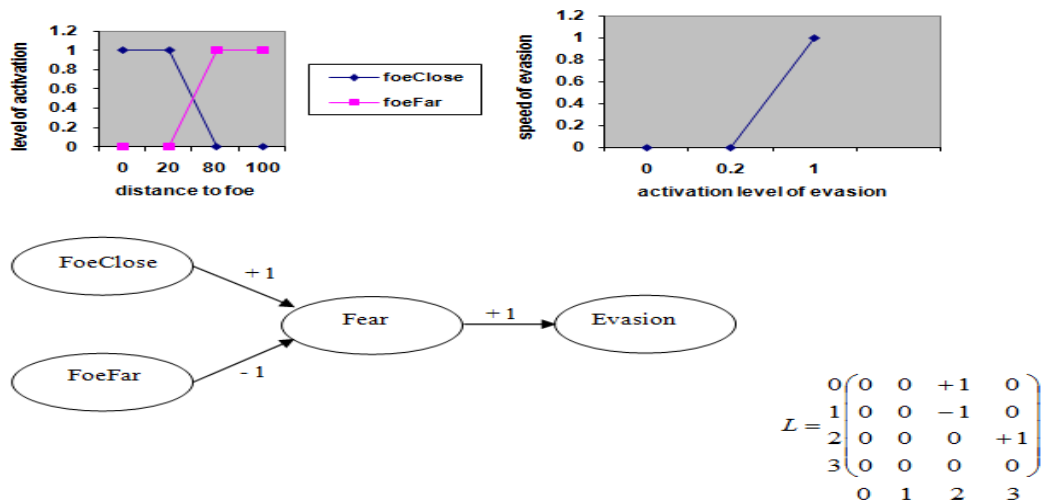 level of activation
1.2
1
0.8
0.6
0.4
0.2
0
0 20 80 100
distance to foe
foeClose
foeFar
speed of evasion
1.2
1
0.8
0.6
0.4
0.2
0
0 0.2 1
activation level of evasion
FoeClose
+ 1
Fear
+ 1
Evasion
FoeFar
- 1
L =
0 0 0 +1 0
1 0 0 −1 0
2 0 0 0 +1
3 0 0 0 0
0 1 2 3